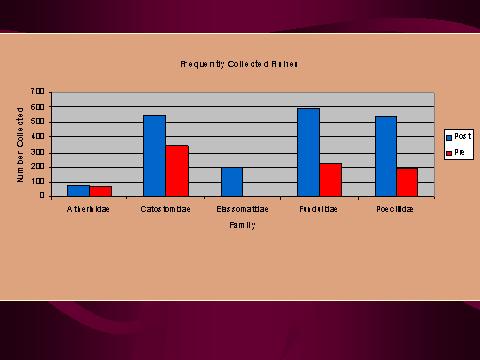 Frequently Collected Fishes
Number Collected
700
600
500
400
300
200
100
0
Atherinidae
Catostomidae
Elassomatidae
Fundulidae
Poeciliidae
Family
Post
Pre